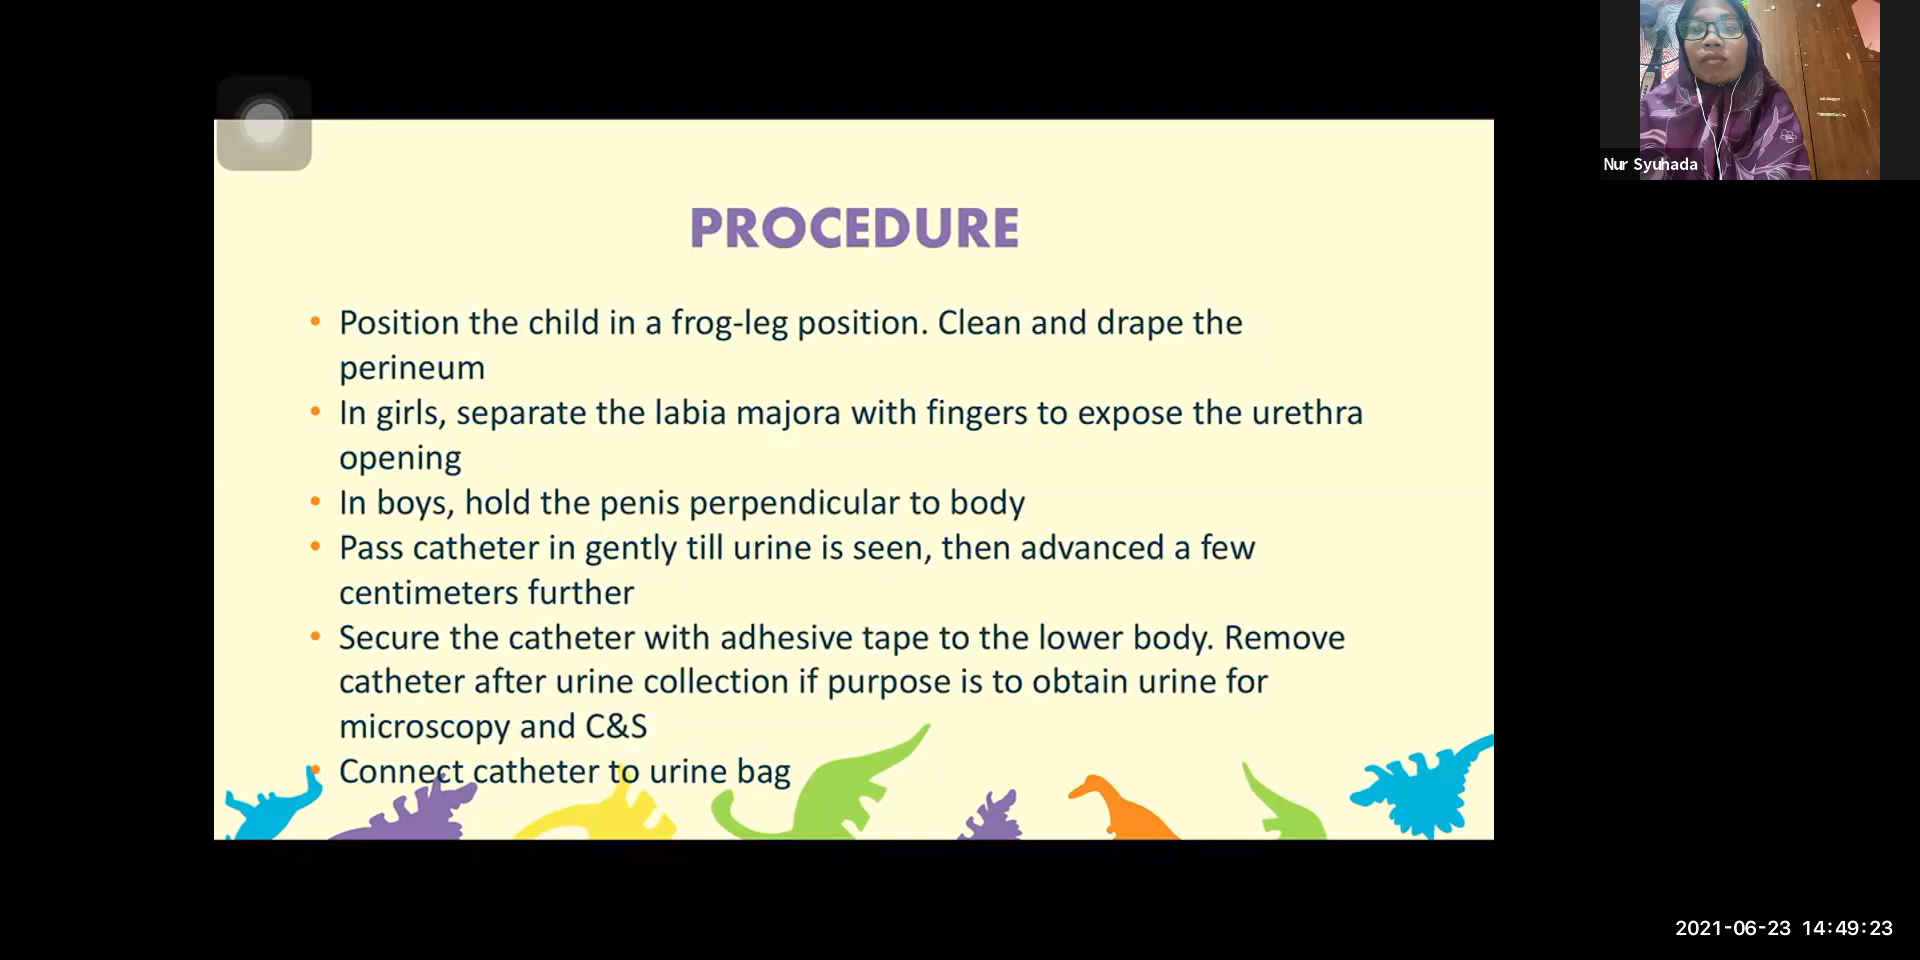 PROCEDURE
• Position the child in a frog-leg position. Clean and drape the
perineum
• In girls, separate the labia majora with fingers to expose the urethra
opening
• In boys, hold the penis perpendicular to body
• Pass catheter in gently till urine is seen, then advanced a few
centimeters further
• Secure the catheter with adhesive tape to the lower body. Remove
catheter after urine collection if purpose is to obtain urine for
microscopy and C&S
• Connect catheter to urine bag
Nur Syuhada
2021-06-23 14:49:23